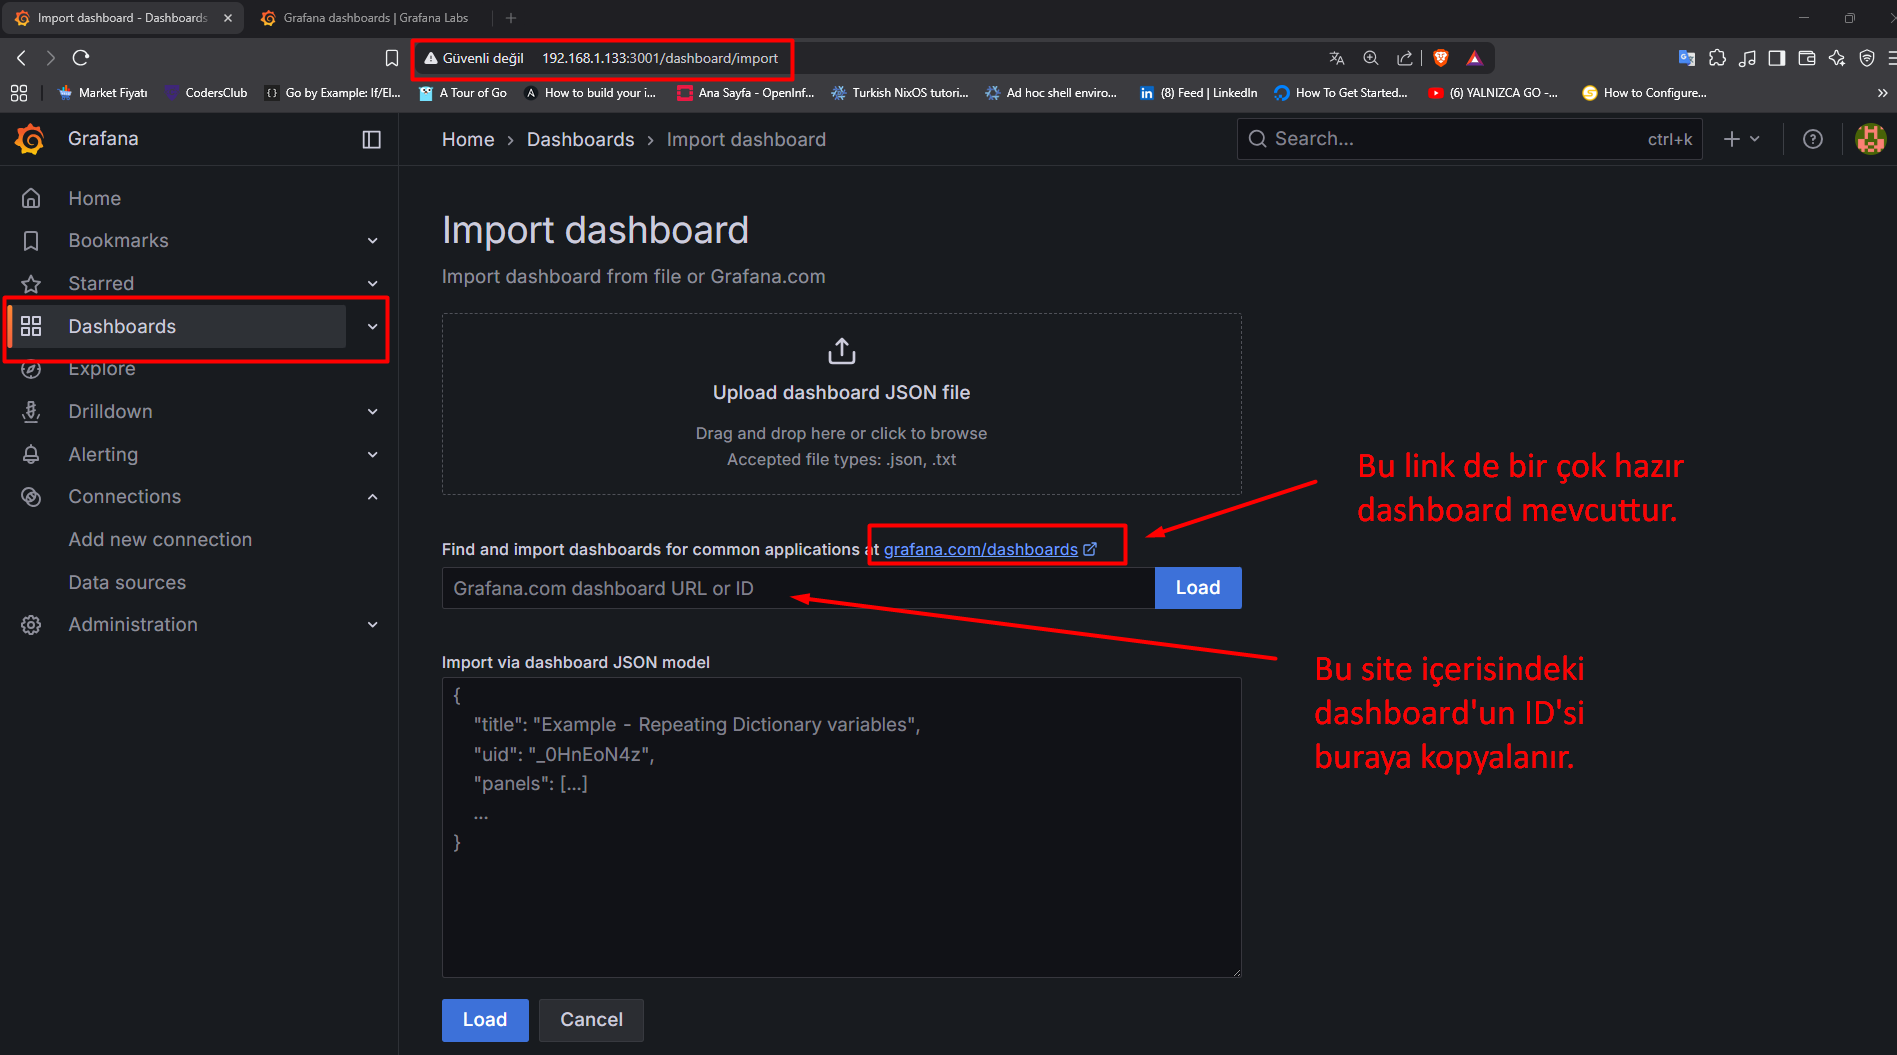 Import dashboard - Dashboards
Grafana dashboards | Grafana Labs
Güvenli değil 192.168.1.133:3001/dashboard/import
Market Fiyatı
CodersClub
Go by Example: If/El...
A Tour of Go
How to build your i...
Ana Sayfa - OpenInf...
Turkish NixOS tutori...
Ad hoc shell enviro...
(8) Feed | LinkedIn
How To Get Started...
(6) YALNIZCA GO -...
How to Configure...
Grafana
Home › Dashboards › Import dashboard
Search... ctrl+k
Home
Bookmarks
Starred
Dashboards
Explore
Drilldown
Alerting
Connections
Add new connection
Data sources
Administration
Import dashboard
Import dashboard from file or Grafana.com
Upload dashboard JSON file
Drag and drop here or click to browse
Accepted file types: .json, .txt
Find and import dashboards for common applications at grafana.com/dashboards
Grafana.com dashboard URL or ID
Load
Bu link de bir çok hazır
dashboard mevcuttur.
Bu site içerisindeki
dashboard'un ID'si
buraya kopyalanır.
Import via dashboard JSON model
{
"title": "Example - Repeating Dictionary variables",
"uid": "_0HnEoN4z",
"panels": [...]
...
}
Load
Cancel